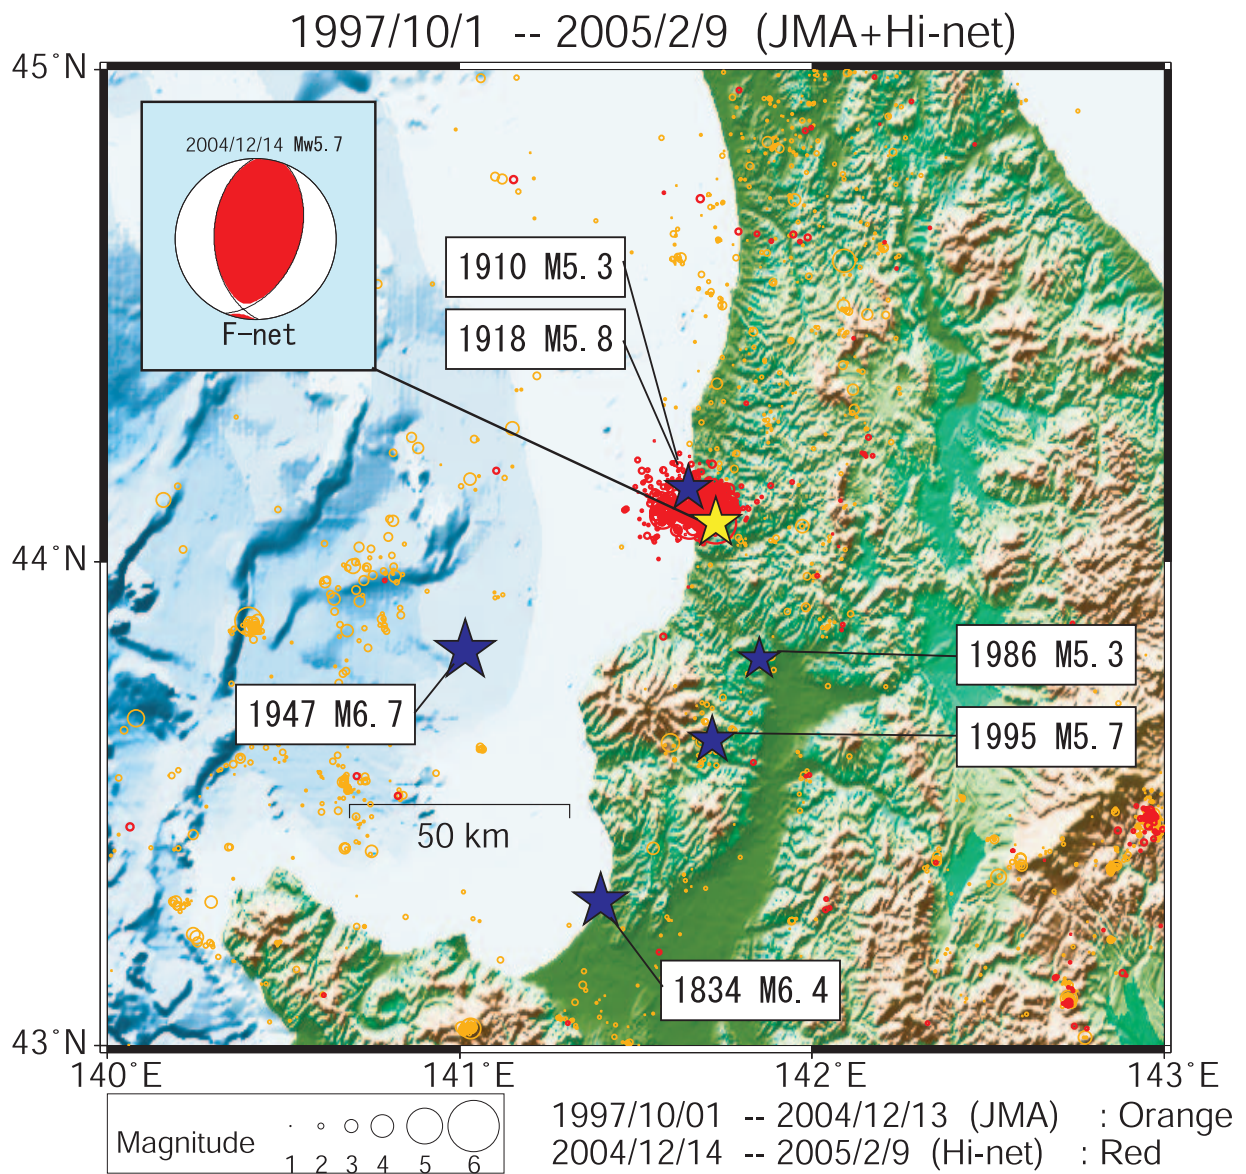 1997/10/1 -- 2005/2/9 (JMA+Hi-net)
45°N
2004/12/14 Mw5.7
F-net
1910 M5.3
1918 M5.8
44°N
1986 M5.3
1947 M6.7
1995 M5.7
50 km
1834 M6.4
43°N
140°E
141°E
142°E
143°E
Magnitude
1 2 3 4 5 6
1997/10/01 -- 2004/12/13 (JMA) : Orange
2004/12/14 -- 2005/2/9 (Hi-net) : Red